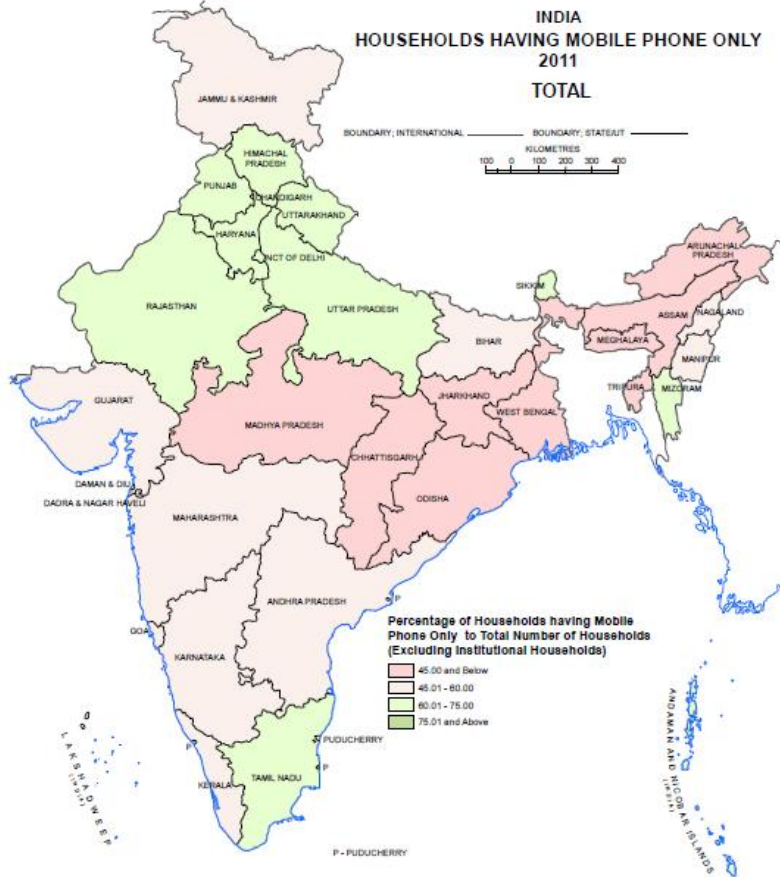 INDIA
HOUSEHOLDS HAVING MOBILE PHONE ONLY
2011
TOTAL
BOUNDARY; INTERNATIONAL
BOUNDARY; STATE/UT
KILOMETRES
100 0 100 200 300 400
JAMMU & KASHMIR
HIMACHAL
PRADESH
PUNJAB
CHANDIGARH
UTTARAKHAND
HARYANA
NCT OF DELHI
RAJASTHAN
UTTAR PRADESH
SIKKIM
ARUNACHAL
PRADESH
ASSAM
NAGALAND
MEGHALAYA
MANIPUR
TRIPURA
MIZORAM
BIHAR
JHARKHAND
WEST BENGAL
GUJARAT
MADHYA PRADESH
CHHATTISGARH
ODISHA
DAMAN & DIU
DADRA & NAGAR HAVELI
MAHARASHTRA
ANDHRA PRADESH
P
GOA
KARNATAKA
Percentage of Households having Mobile
Phone Only to Total Number of Households
(Excluding Institutional Households)
45.00 and Below
45.01 - 60.00
60.01 - 75.00
75.01 and Above
P
PUDUCHERRY
P
KERALA
TAMIL NADU
LAKSHADWEEP
(INDIA)
ANDAMAN AND NICOBAR ISLANDS
(INDIA)
P - PUDUCHERRY